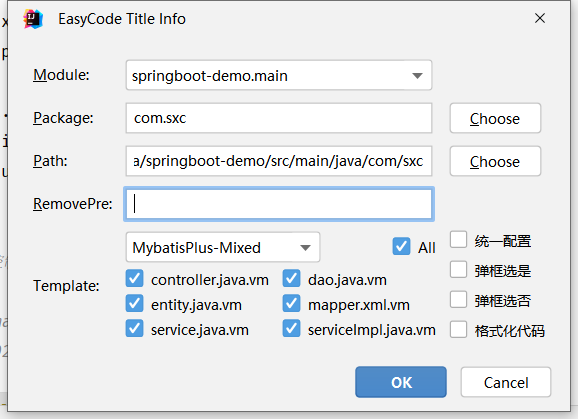 EasyCode Title Info
Module: springboot-demo.main
Package: com.sxc Choose
Path: a/springboot-demo/src/main/java/com/sxc Choose
RemovePre:
MybatisPlus-Mixed All 统一配置
弹框选是
Template: controller.java.vm dao.java.vm
entity.java.vm mapper.xml.vm 弹框选否
service.java.vm serviceImpl.java.vm 格式化代码
OK Cancel